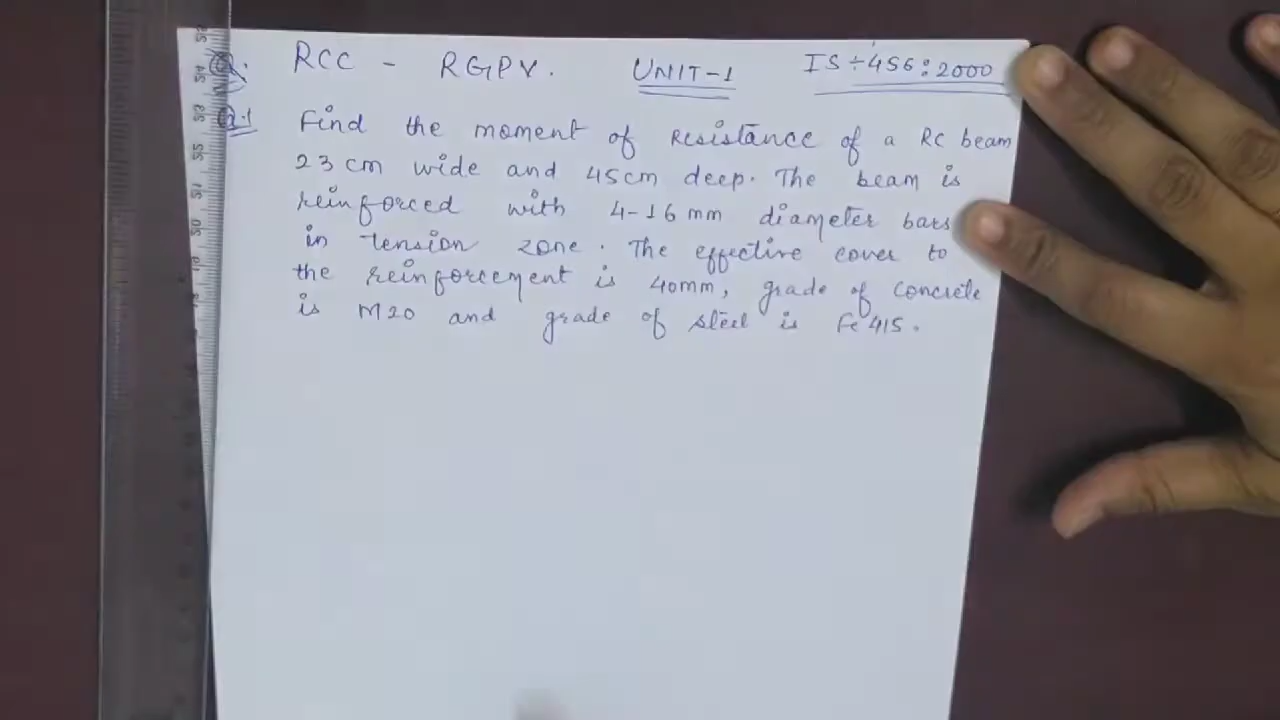 Q. RCC - RGPV. UNIT-1 IS÷456:2000
Q.1 Find the moment of resistance of a RC beam
23 cm wide and 45cm deep. The beam is
reinforced with 4-16 mm diameter bars
in tension zone. The effective cover to
the reinforcement is 40mm, grade of concrete
is M20 and grade of steel is Fe 415.